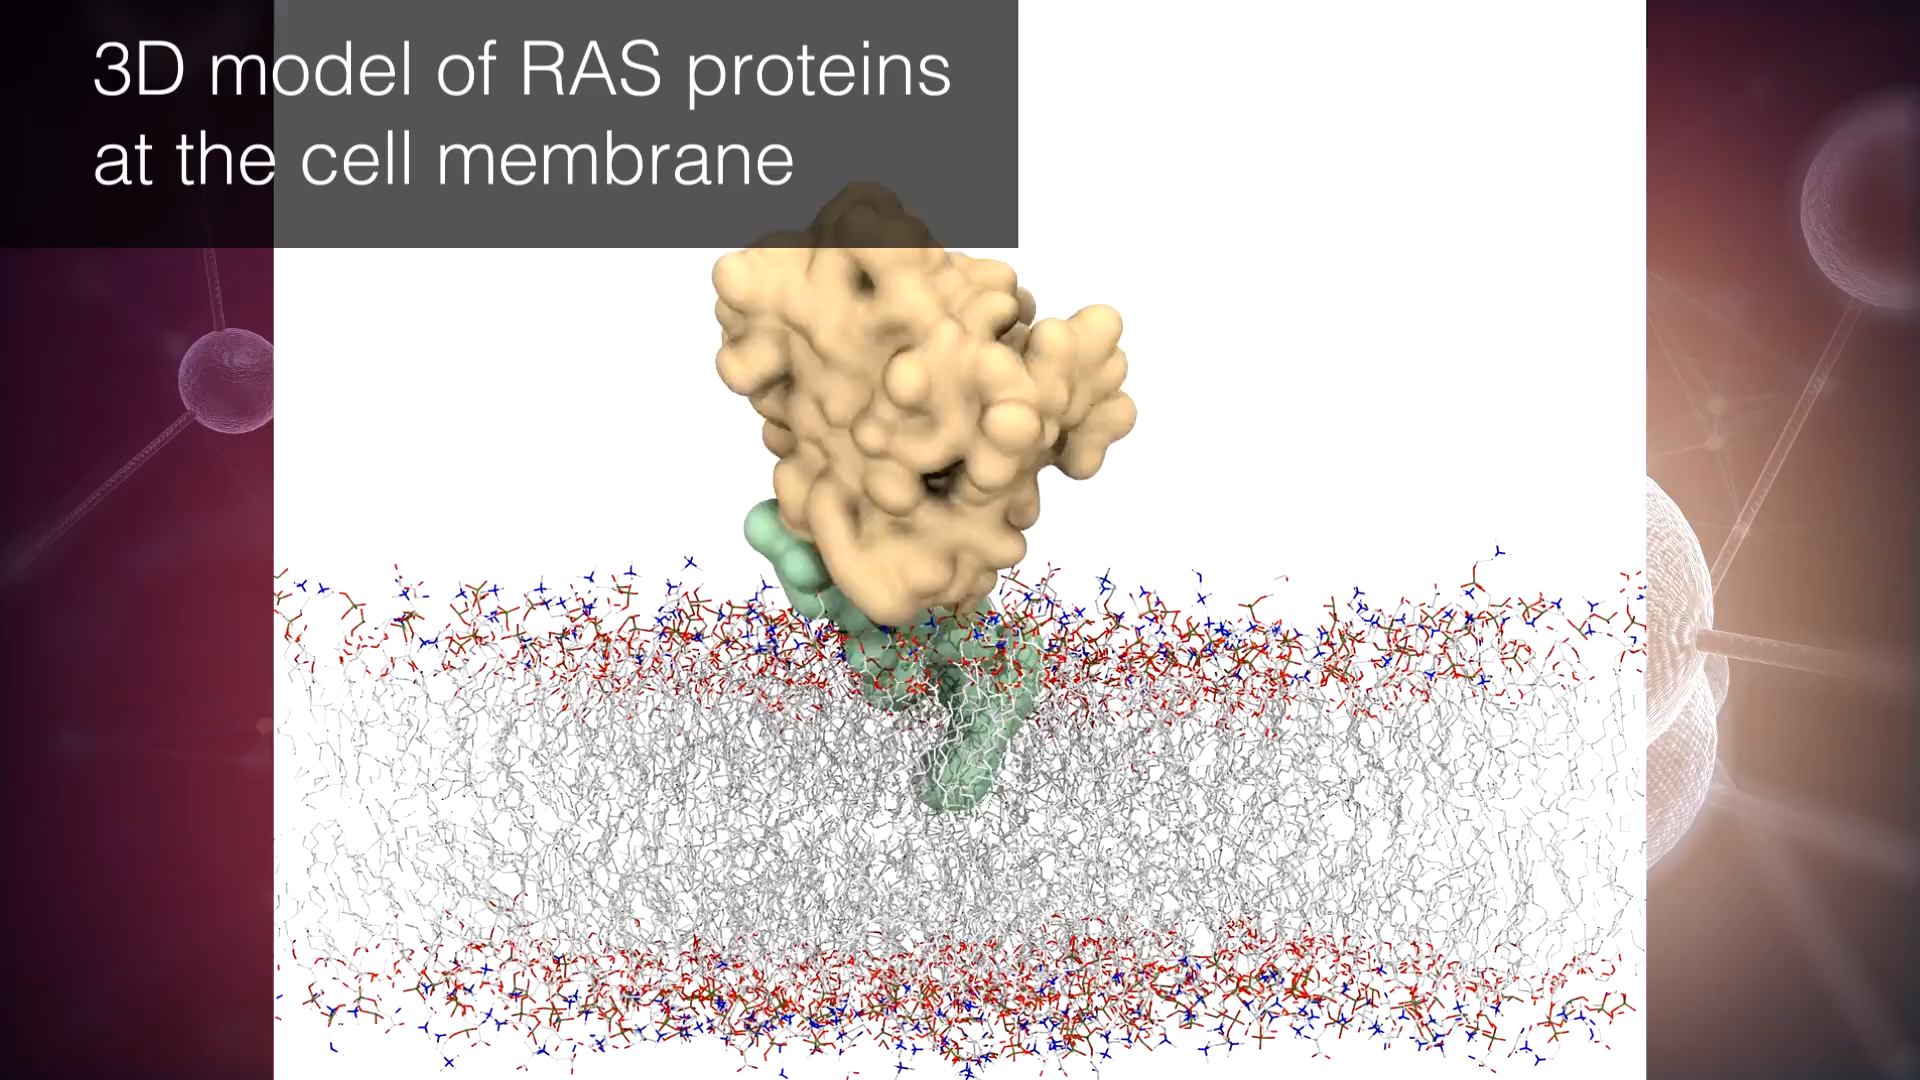 3D model of RAS proteins
at the cell membrane